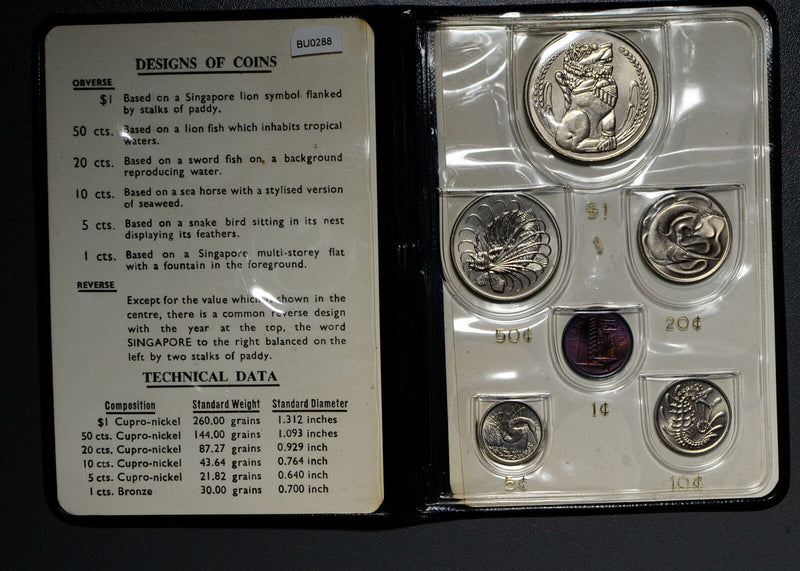 BU0288
DESIGNS OF COINS
OBVERSE
$1 Based on a Singapore lion symbol flanked
by stalks of paddy.
50 cts. Based on a lion fish which inhabits tropical
waters.
20 cts. Based on a sword fish on a background
reproducing water.
10 cts. Based on a sea horse with a stylised version
of seaweed.
5 cts. Based on a snake bird sitting in its nest
displaying its feathers.
1 cts. Based on a Singapore multi-storey flat
with a fountain in the foreground.
REVERSE
Except for the value which shown in the
centre, there is a common reverse design
with the year at the top, the word
SINGAPORE to the right balanced on the
left by two stalks of paddy.
TECHNICAL DATA
Composition Standard Weight Standard Diameter
$1 Cupro-nickel 260.00 grains 1.312 inches
50 cts. Cupro-nickel 144.00 grains 1.093 inches
20 cts. Cupro-nickel 87.27 grains 0.929 inch
10 cts. Cupro-nickel 43.64 grains 0.764 inch
5 cts. Cupro-nickel 21.82 grains 0.640 inch
1 cts. Bronze 30.00 grains 0.700 inch
$1
50¢ 20¢
1¢
5¢ 10¢